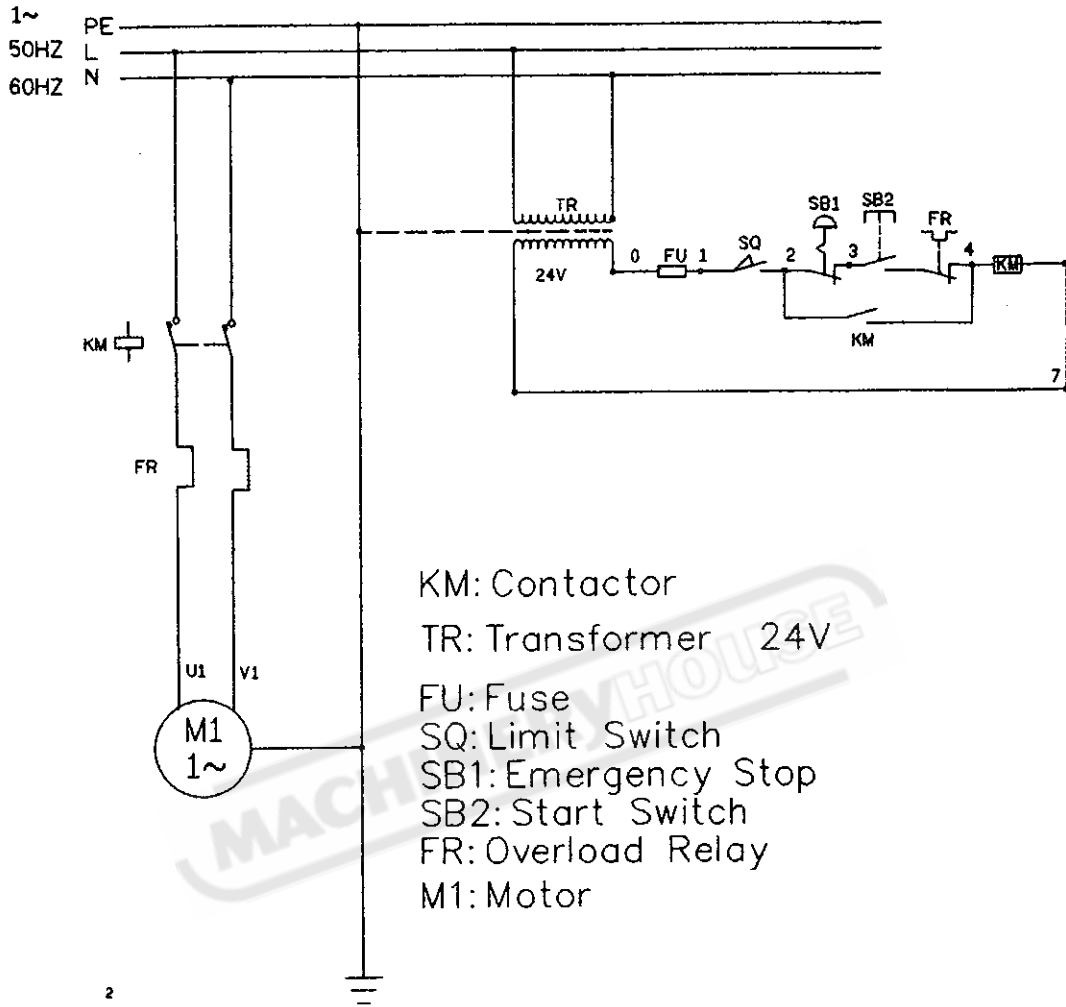 1~
PE
50HZ L
60HZ N
TR
24V
0 FU 1 SQ 2 SB1 3 SB2 FR 4 KM
KM
7
KM
FR
U1 V1
M1
1~
KM: Contactor
TR: Transformer 24V
FU: Fuse
SQ: Limit Switch
SB1: Emergency Stop
SB2: Start Switch
FR: Overload Relay
M1: Motor
MACHINERYHOUSE
2